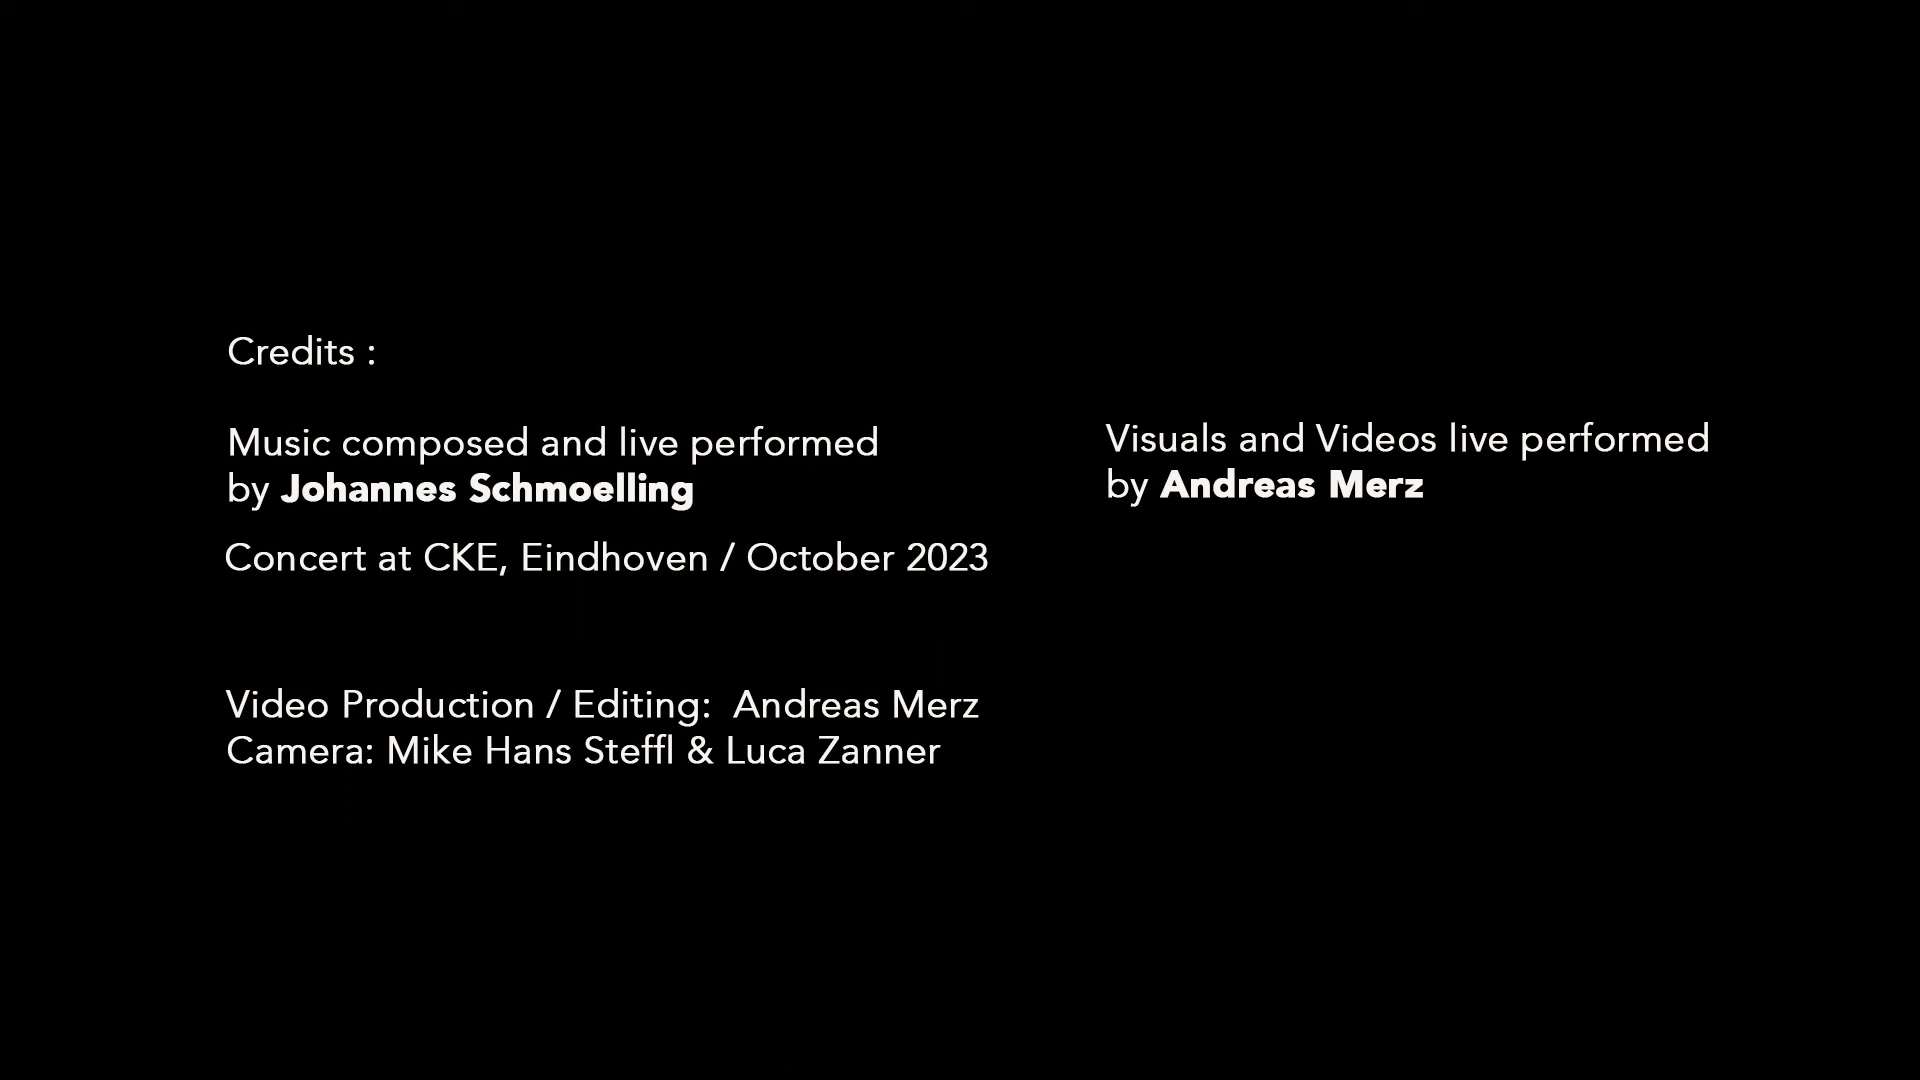 Credits :
Music composed and live performed
by Johannes Schmoelling
Concert at CKE, Eindhoven / October 2023
Visuals and Videos live performed
by Andreas Merz
Video Production / Editing:  Andreas Merz
Camera: Mike Hans Steffl & Luca Zanner